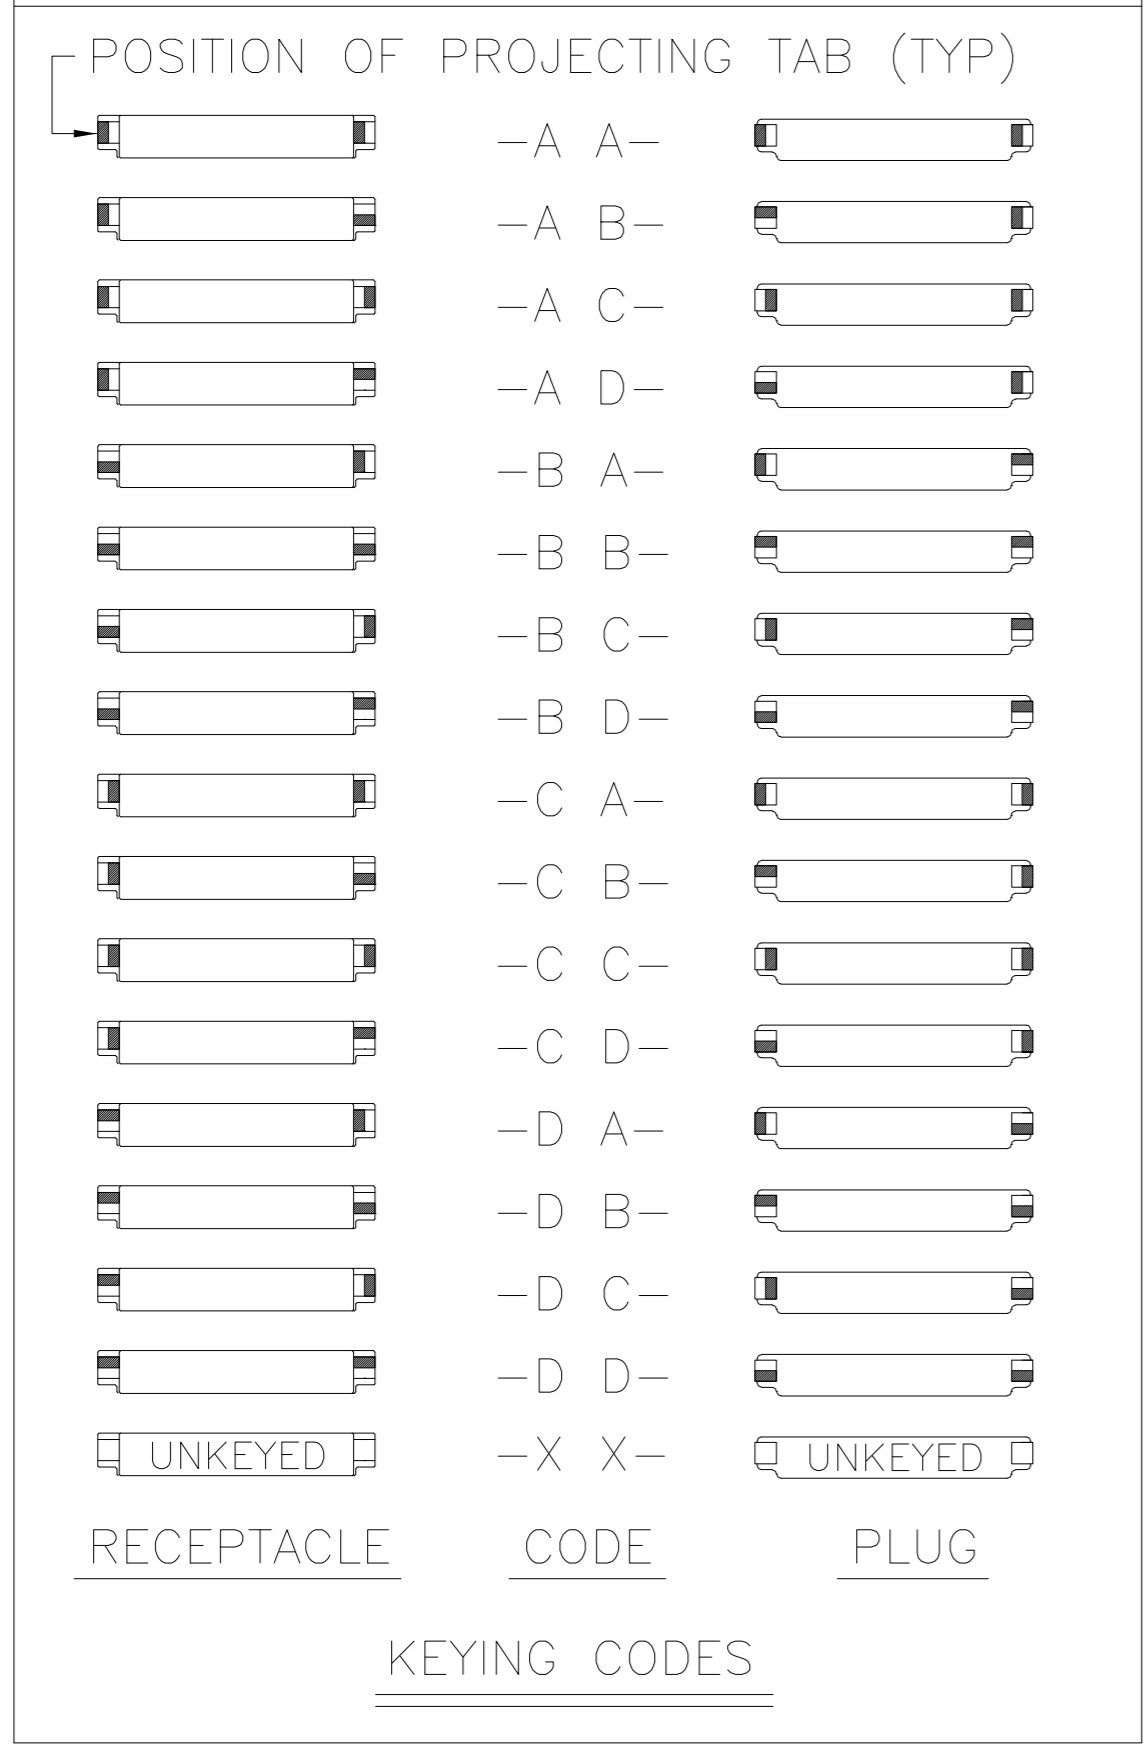 POSITION OF PROJECTING TAB (TYP)
-A A-
-A B-
-A C-
-A D-
-B A-
-B B-
-B C-
-B D-
-C A-
-C B-
-C C-
-C D-
-D A-
-D B-
-D C-
-D D-
UNKEYED -X X- UNKEYED
RECEPTACLE CODE PLUG
KEYING CODES